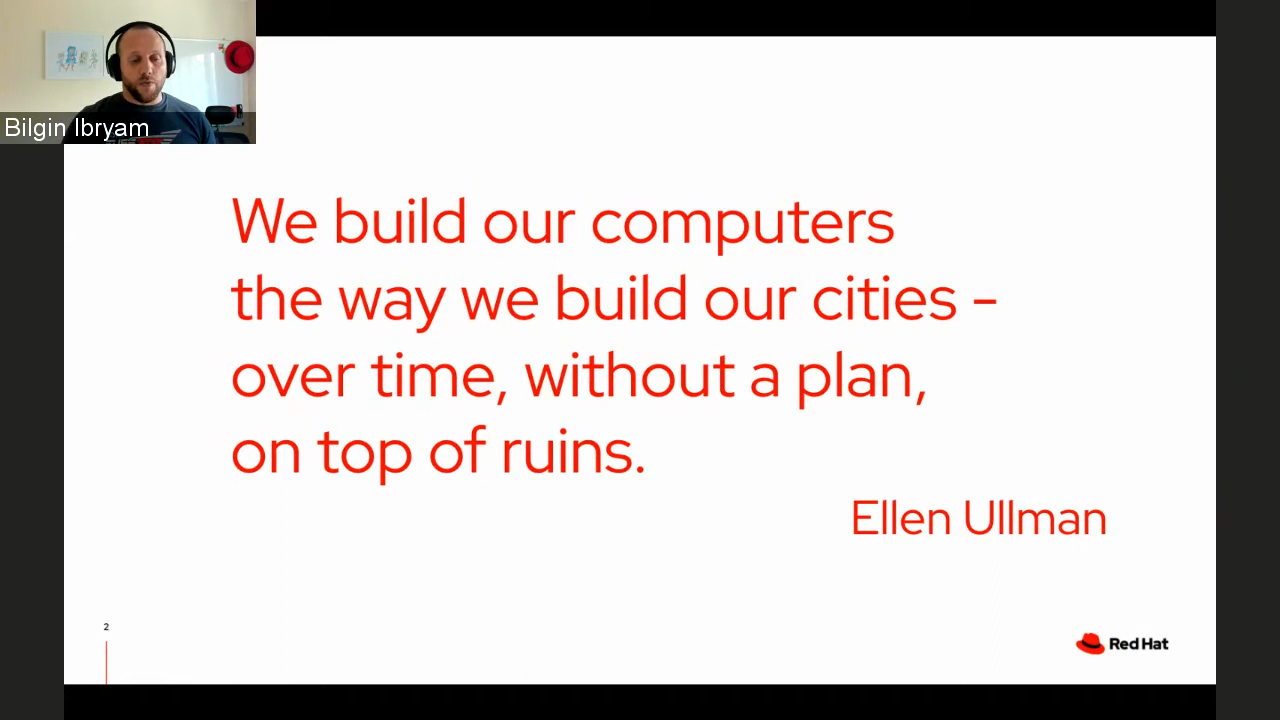 Bilgin Ibryam
We build our computers
the way we build our cities –
over time, without a plan,
on top of ruins.
Ellen Ullman
2
Red Hat